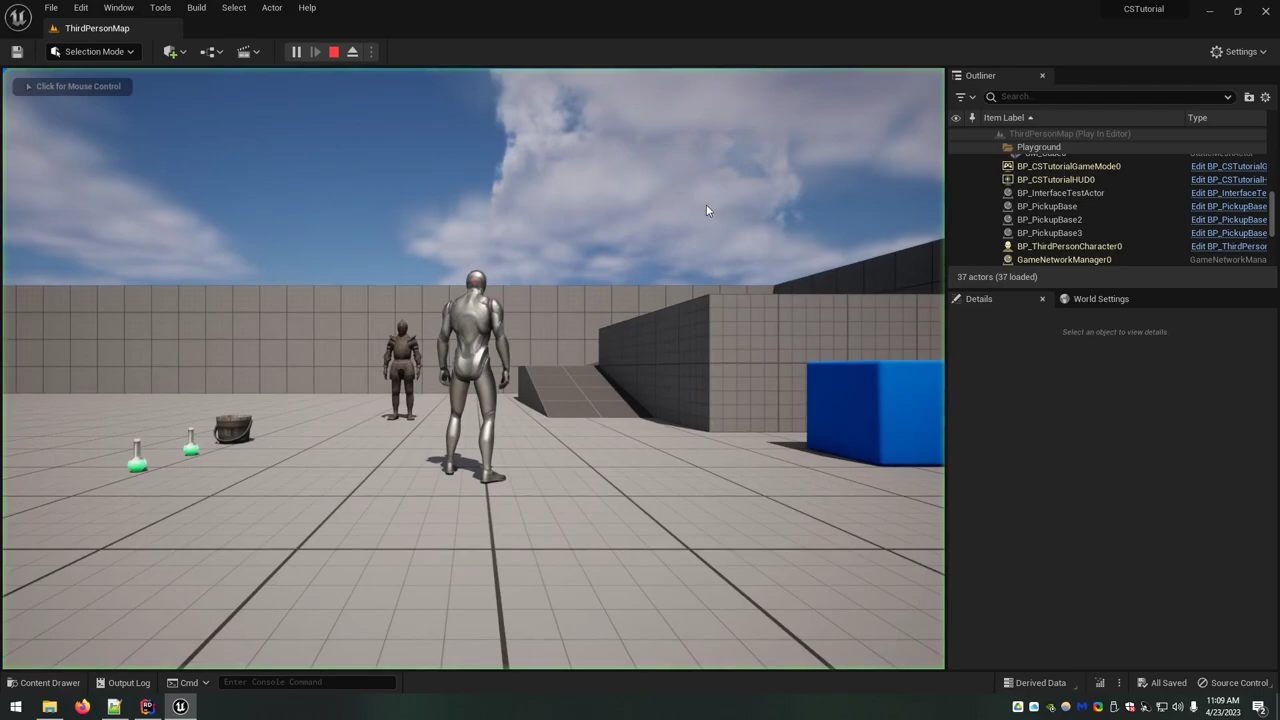 File Edit Window Tools Build Select Actor Help
CSTutorial
ThirdPersonMap
Selection Mode
Settings
Click for Mouse Control
Outliner
Search...
Item Label
Type
ThirdPersonMap (Play In Editor)
Playground
BP_CSTutorialGameMode0 Edit BP_CSTutorialG
BP_CSTutorialHUD0 Edit BP_CSTutorialH
BP_InterfaceTestActor Edit BP_InterfaceTe
BP_PickupBase Edit BP_PickupBase
BP_PickupBase2 Edit BP_PickupBase
BP_PickupBase3 Edit BP_PickupBase
BP_ThirdPersonCharacter0 Edit BP_ThirdPerso
GameNetworkManager0 GameNetworkMana
37 actors (37 loaded)
Details
World Settings
Select an object to view details
Content Drawer
Output Log
Cmd
Enter Console Command
Derived Data
All Saved
Source Control
11:09 AM
4/23/2023